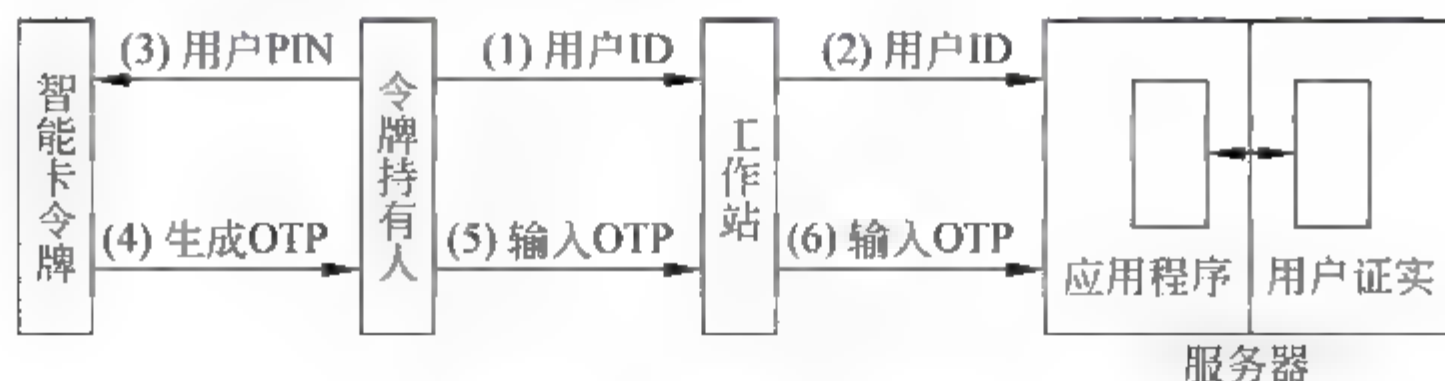 (3) 用户PIN
(1) 用户ID
(2) 用户ID
智能卡令牌
令牌持有人
工作站
(4) 生成OTP
(5) 输入OTP
(6) 输入OTP
应用程序
用户证实
服务器